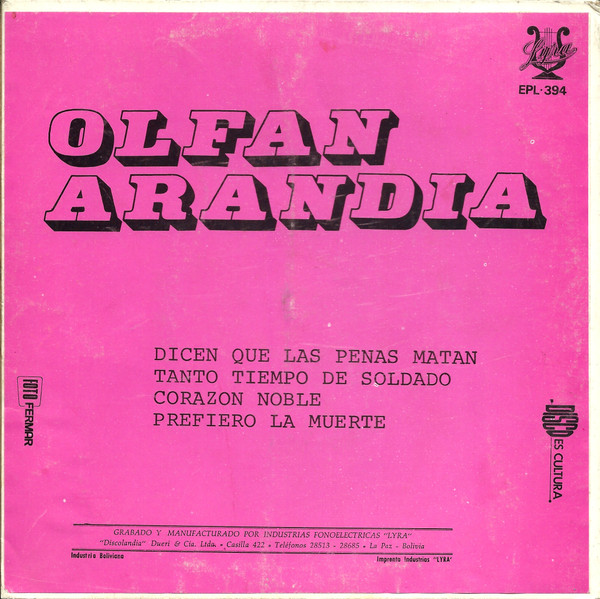 Lyra
EPL·394
OLFAN
ARANDIA
DICEN QUE LAS PENAS MATAN
TANTO TIEMPO DE SOLDADO
CORAZON NOBLE
PREFIERO LA MUERTE
FOTO FERMAR
DISCO ES CULTURA
GRABADO Y MANUFACTURADO POR INDUSTRIAS FONOELECTRICAS "LYRA"
"Discolandia" Dueri & Cia. Ltda. • Casilla 422 • Teléfonos 28513 - 28685 • La Paz - Bolivia
Industria Boliviana
Imprenta Industrias "LYRA"